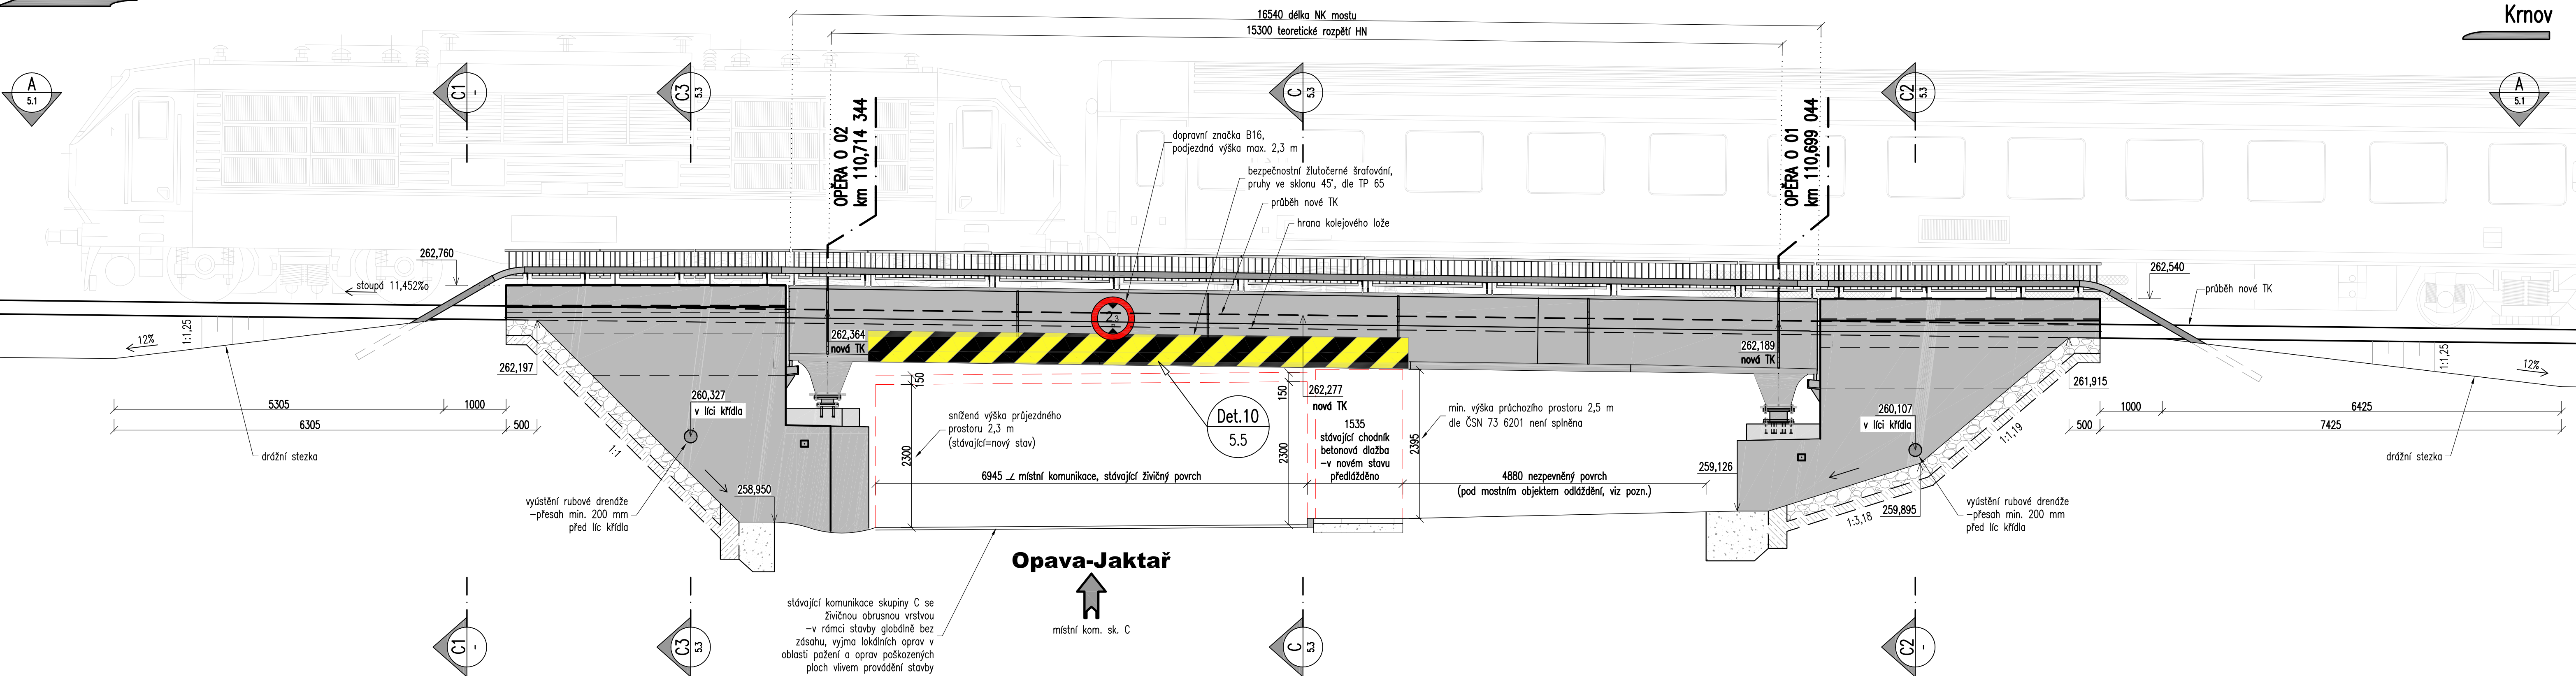 16540 délka NK mostu
15300 teoretické rozpětí HN
Krnov
A
5.1
C1
-
C3
5.3
C
5.3
C2
5.3
A
5.1
OPĚRA O 02
km 110,714 344
OPĚRA O 01
km 110,699 044
dopravní značka B16,
podjezdná výška max. 2,3 m
bezpečnostní žlutočerné šrafování,
pruhy ve sklonu 45°, dle TP 65
průběh nové TK
hrana kolejového lože
262,760
stoupá 11,452‰
262,540
průběh nové TK
12%
1:1,25
262,364
nová TK
262,189
nová TK
1:1,25
12%
262,197
261,915
5305
1000
6305
500
260,327
v líci křídla
drážní stezka
1:1
vyústění rubové drenáže
-přesah min. 200 mm
před líc křídla
258,950
150
2300
snížená výška průjezdného
prostoru 2,3 m
(stávající=nový stav)
6945 místní komunikace, stávající živičný povrch
Det.10
5.5
150
2300
262,277
nová TK
1535
stávající chodník
betonová dlažba
-v novém stavu
předlážděno
2395
min. výška průchozího prostoru 2,5 m
dle ČSN 73 6201 není splněna
4880 nezpevněný povrch
(pod mostním objektem odláždění, viz pozn.)
259,126
260,107
v líci křídla
1:1,19
1:3,18
259,895
vyústění rubové drenáže
-přesah min. 200 mm
před líc křídla
1000
6425
500
7425
drážní stezka
Opava-Jaktař
místní kom. sk. C
stávající komunikace skupiny C se
živičnou obrusnou vrstvou
-v rámci stavby globálně bez
zásahu, vyjma lokálních oprav v
oblasti pažení a oprav poškozených
ploch vlivem provádění stavby
C1
-
C3
5.3
C
5.3
C2
-